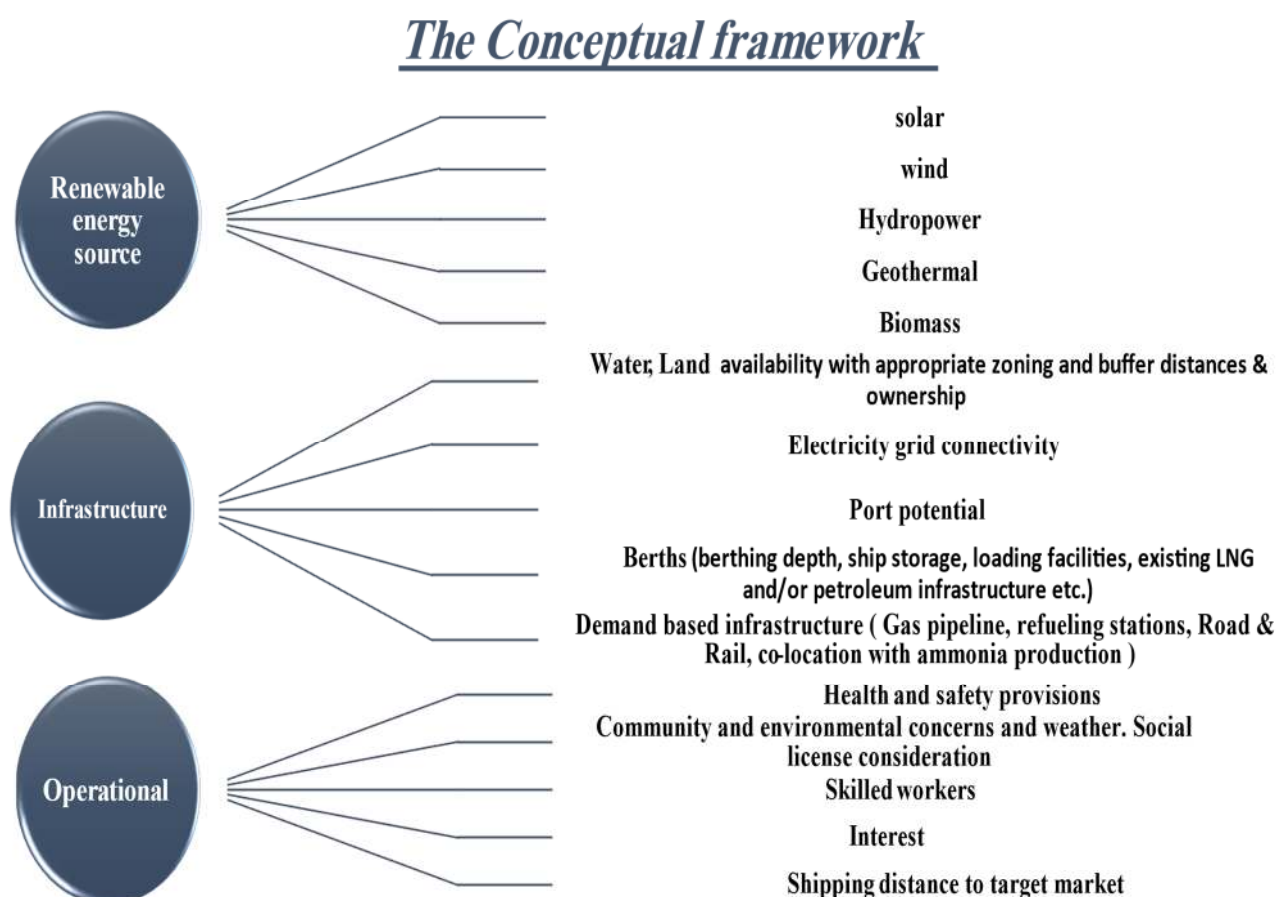 The Conceptual framework
Renewable
energy
source
solar
wind
Hydropower
Geothermal
Biomass
Infrastructure
Water, Land availability with appropriate zoning and buffer distances &
ownership
Electricity grid connectivity
Port potential
Berths (berthing depth, ship storage, loading facilities, existing LNG
and/or petroleum infrastructure etc.)
Demand based infrastructure ( Gas pipeline, refueling stations, Road &
Rail, co-location with ammonia production )
Operational
Health and safety provisions
Community and environmental concerns and weather. Social
license consideration
Skilled workers
Interest
Shipping distance to target market